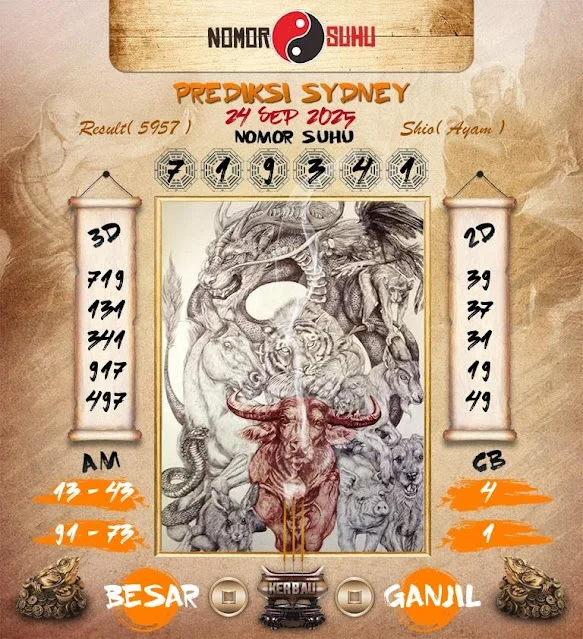 NOMOR SUHU
PREDIKSI SYDNEY
24 SEP 2025
Result( 5957 )
NOMOR SUHU
Shio( Ayam )
7 1 9 3 4 1
3D
719
131
341
917
497
2D
39
37
31
19
49
AM
13 - 43
91 - 73
CB
4
1
BESAR
KERBAU
GANJIL